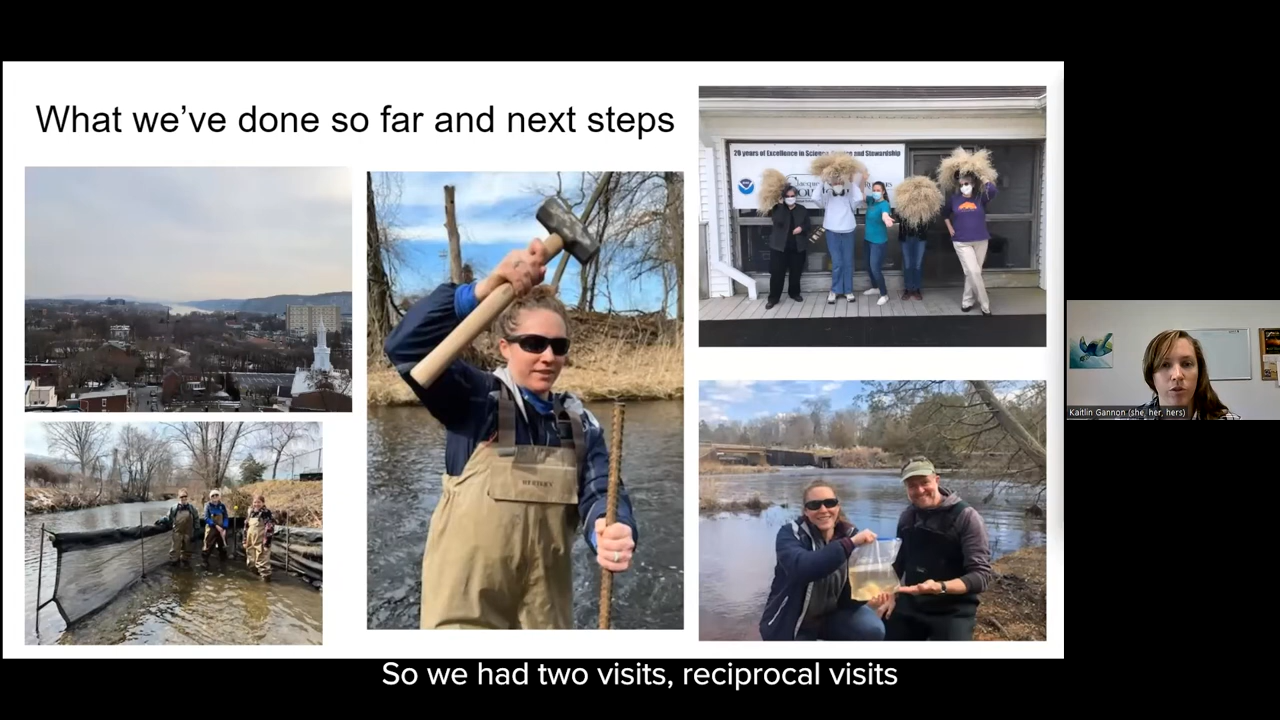 What we've done so far and next steps
20 years of Excellence in Science, Service and Stewardship
Kaitlin Gannon (she, her, hers)
So we had two visits, reciprocal visits